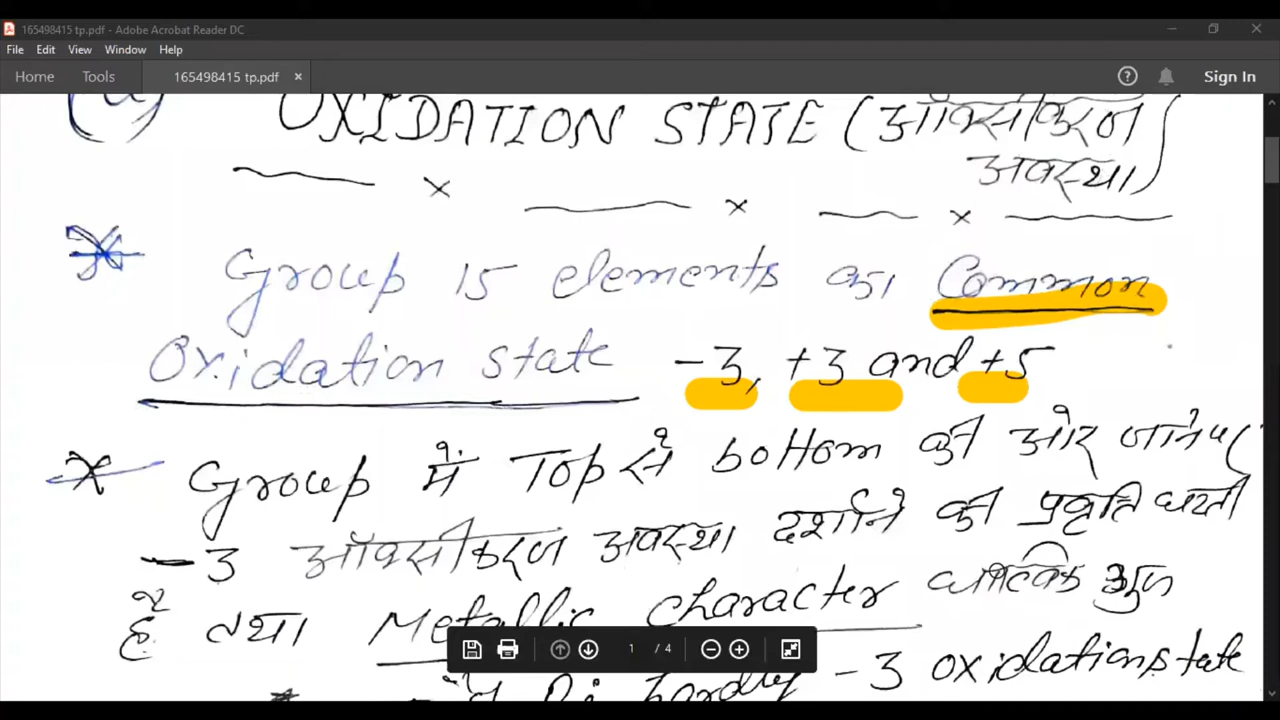 165498415 tp.pdf - Adobe Acrobat Reader DC
File Edit View Window Help
Home Tools 165498415 tp.pdf × Sign In
OXIDATION STATE (ऑक्सीकरण
अवस्था)
Group 15 elements का Common
Oxidation state -3, +3 and +5
Group में Top से bottom की ओर जाने पर
-3 ऑक्सीकरण अवस्था दर्शाने की प्रवृत्ति घटती
है तथा Metallic character धात्विक गुण
1 / 4
Bi hardly -3 oxidation state